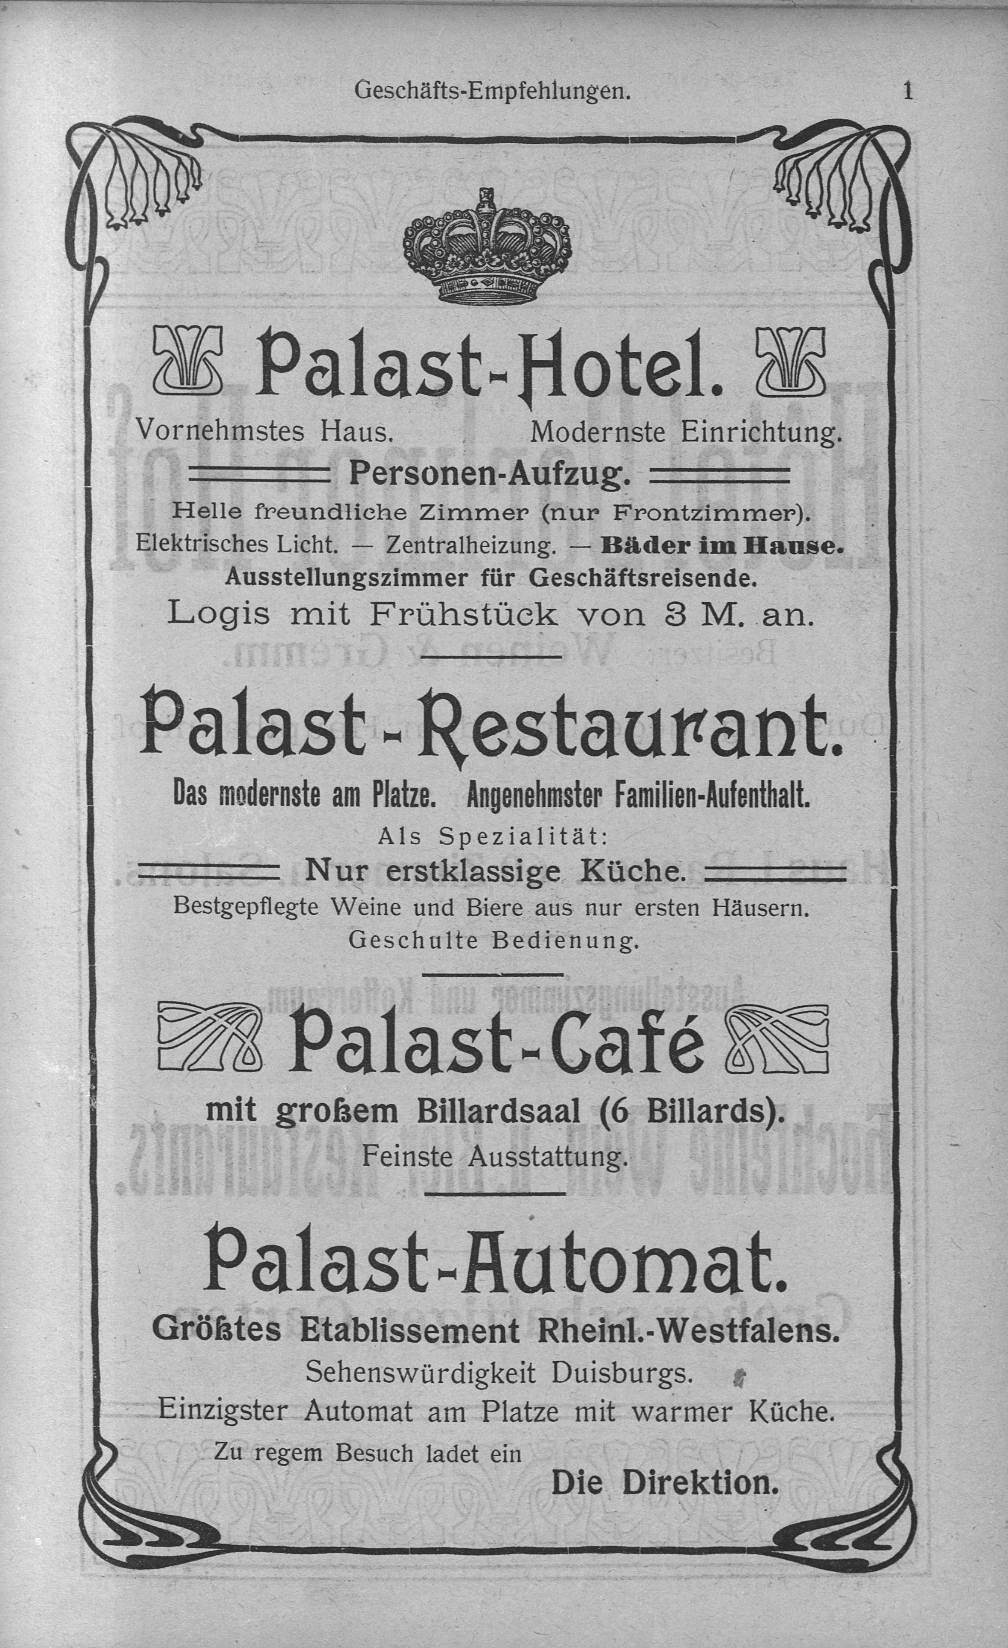 Geschäfts-Empfehlungen. 1
Palast-Hotel.
Vornehmstes Haus. Modernste Einrichtung.
Personen-Aufzug.
Helle freundliche Zimmer (nur Frontzimmer).
Elektrisches Licht. — Zentralheizung. — Bäder im Hause.
Ausstellungszimmer für Geschäftsreisende.
Logis mit Frühstück von 3 M. an.
Palast-Restaurant.
Das modernste am Platze. Angenehmster Familien-Aufenthalt.
Als Spezialität:
Nur erstklassige Küche.
Bestgepflegte Weine und Biere aus nur ersten Häusern.
Geschulte Bedienung.
Palast-Café
mit großem Billardsaal (6 Billards).
Feinste Ausstattung.
Palast-Automat.
Größtes Etablissement Rheinl.-Westfalens.
Sehenswürdigkeit Duisburgs.
Einzigster Automat am Platze mit warmer Küche.
Zu regem Besuch ladet ein
Die Direktion.